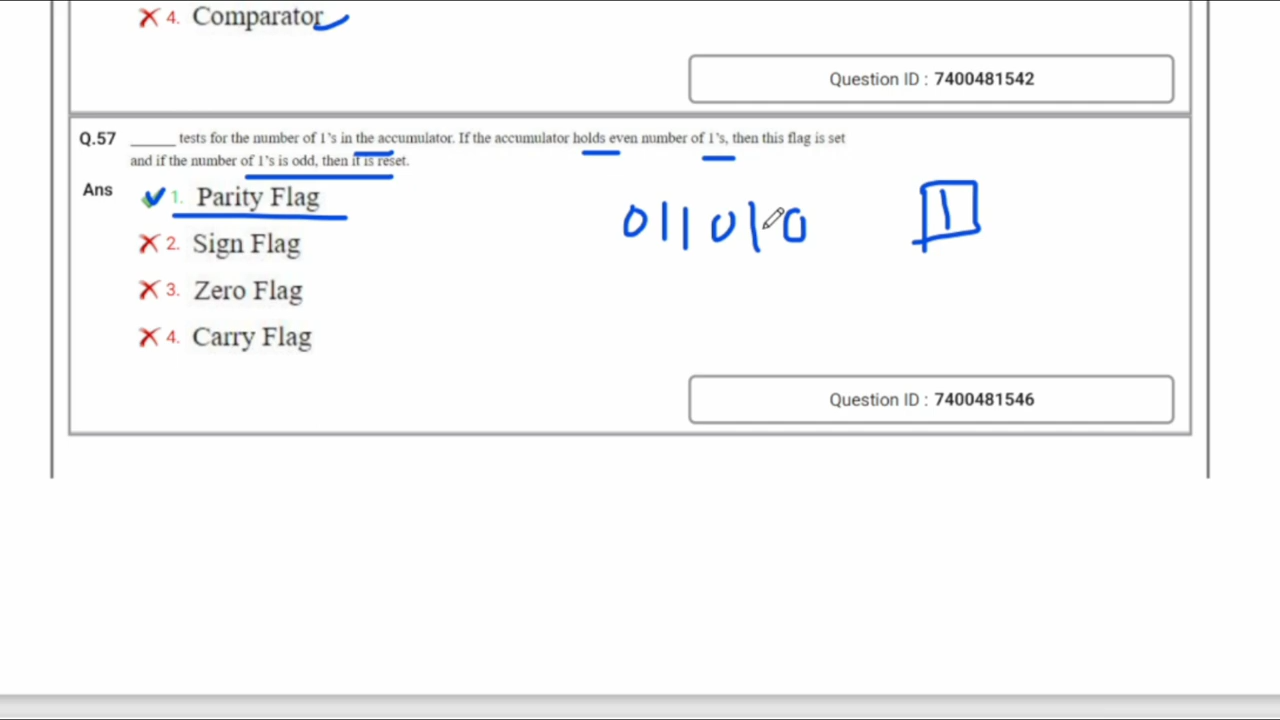 4. Comparator
Question ID : 7400481542
Q.57 ______ tests for the number of 1's in the accumulator. If the accumulator holds even number of 1's, then this flag is set
and if the number of 1's is odd, then it is reset.
Ans 1. Parity Flag
2. Sign Flag
3. Zero Flag
4. Carry Flag
011010 1
Question ID : 7400481546